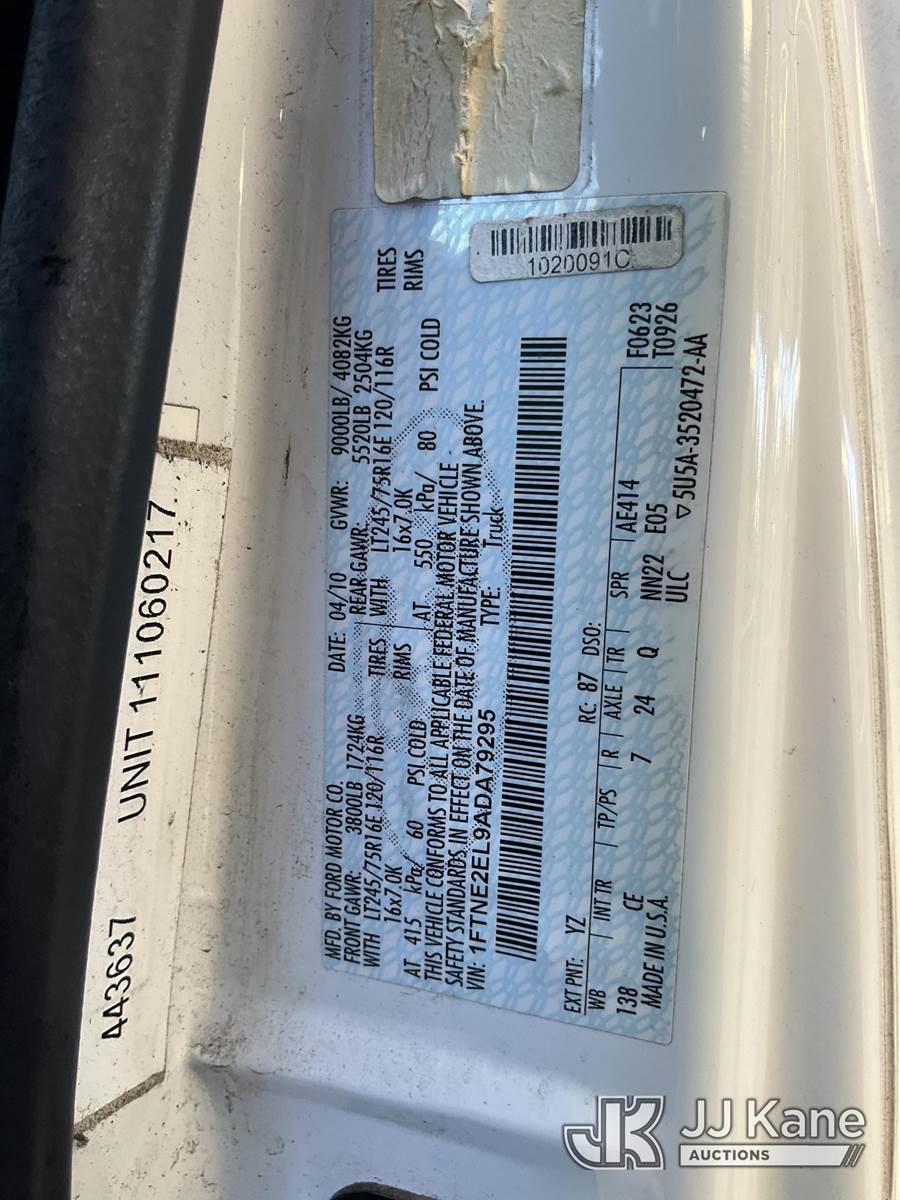 443637 UNIT 11060217
MFD. BY FORD MOTOR CO. DATE: 04/10 GVWR: 9000LB/ 4082KG
FRONT GAWR: 3800LB 1724KG REAR GAWR: 5520LB 2504KG
WITH LT245/75R16E 120/116R TIRES WITH LT245/75R16E 120/116R TIRES
16x7.0K RIMS 16x7.0K RIMS
AT 415 kPa/ 60 PSI COLD AT 550 kPa/ 80 PSI COLD
THIS VEHICLE CONFORMS TO ALL APPLICABLE FEDERAL MOTOR VEHICLE
SAFETY STANDARDS IN EFFECT ON THE DATE OF MANUFACTURE SHOWN ABOVE.
VIN: 1FTNE2EL9ADA79295 TYPE: Truck
1020091C
EXT PNT: YZ RC: 87 DSO:
WB INT TR TP/PS R AXLE TR SPR AE414 F0623
138 CE 7 24 Q NN22 E05 T0926
MADE IN U.S.A. ULC ▽5U5A-3520472-AA
JK JJ Kane
AUCTIONS